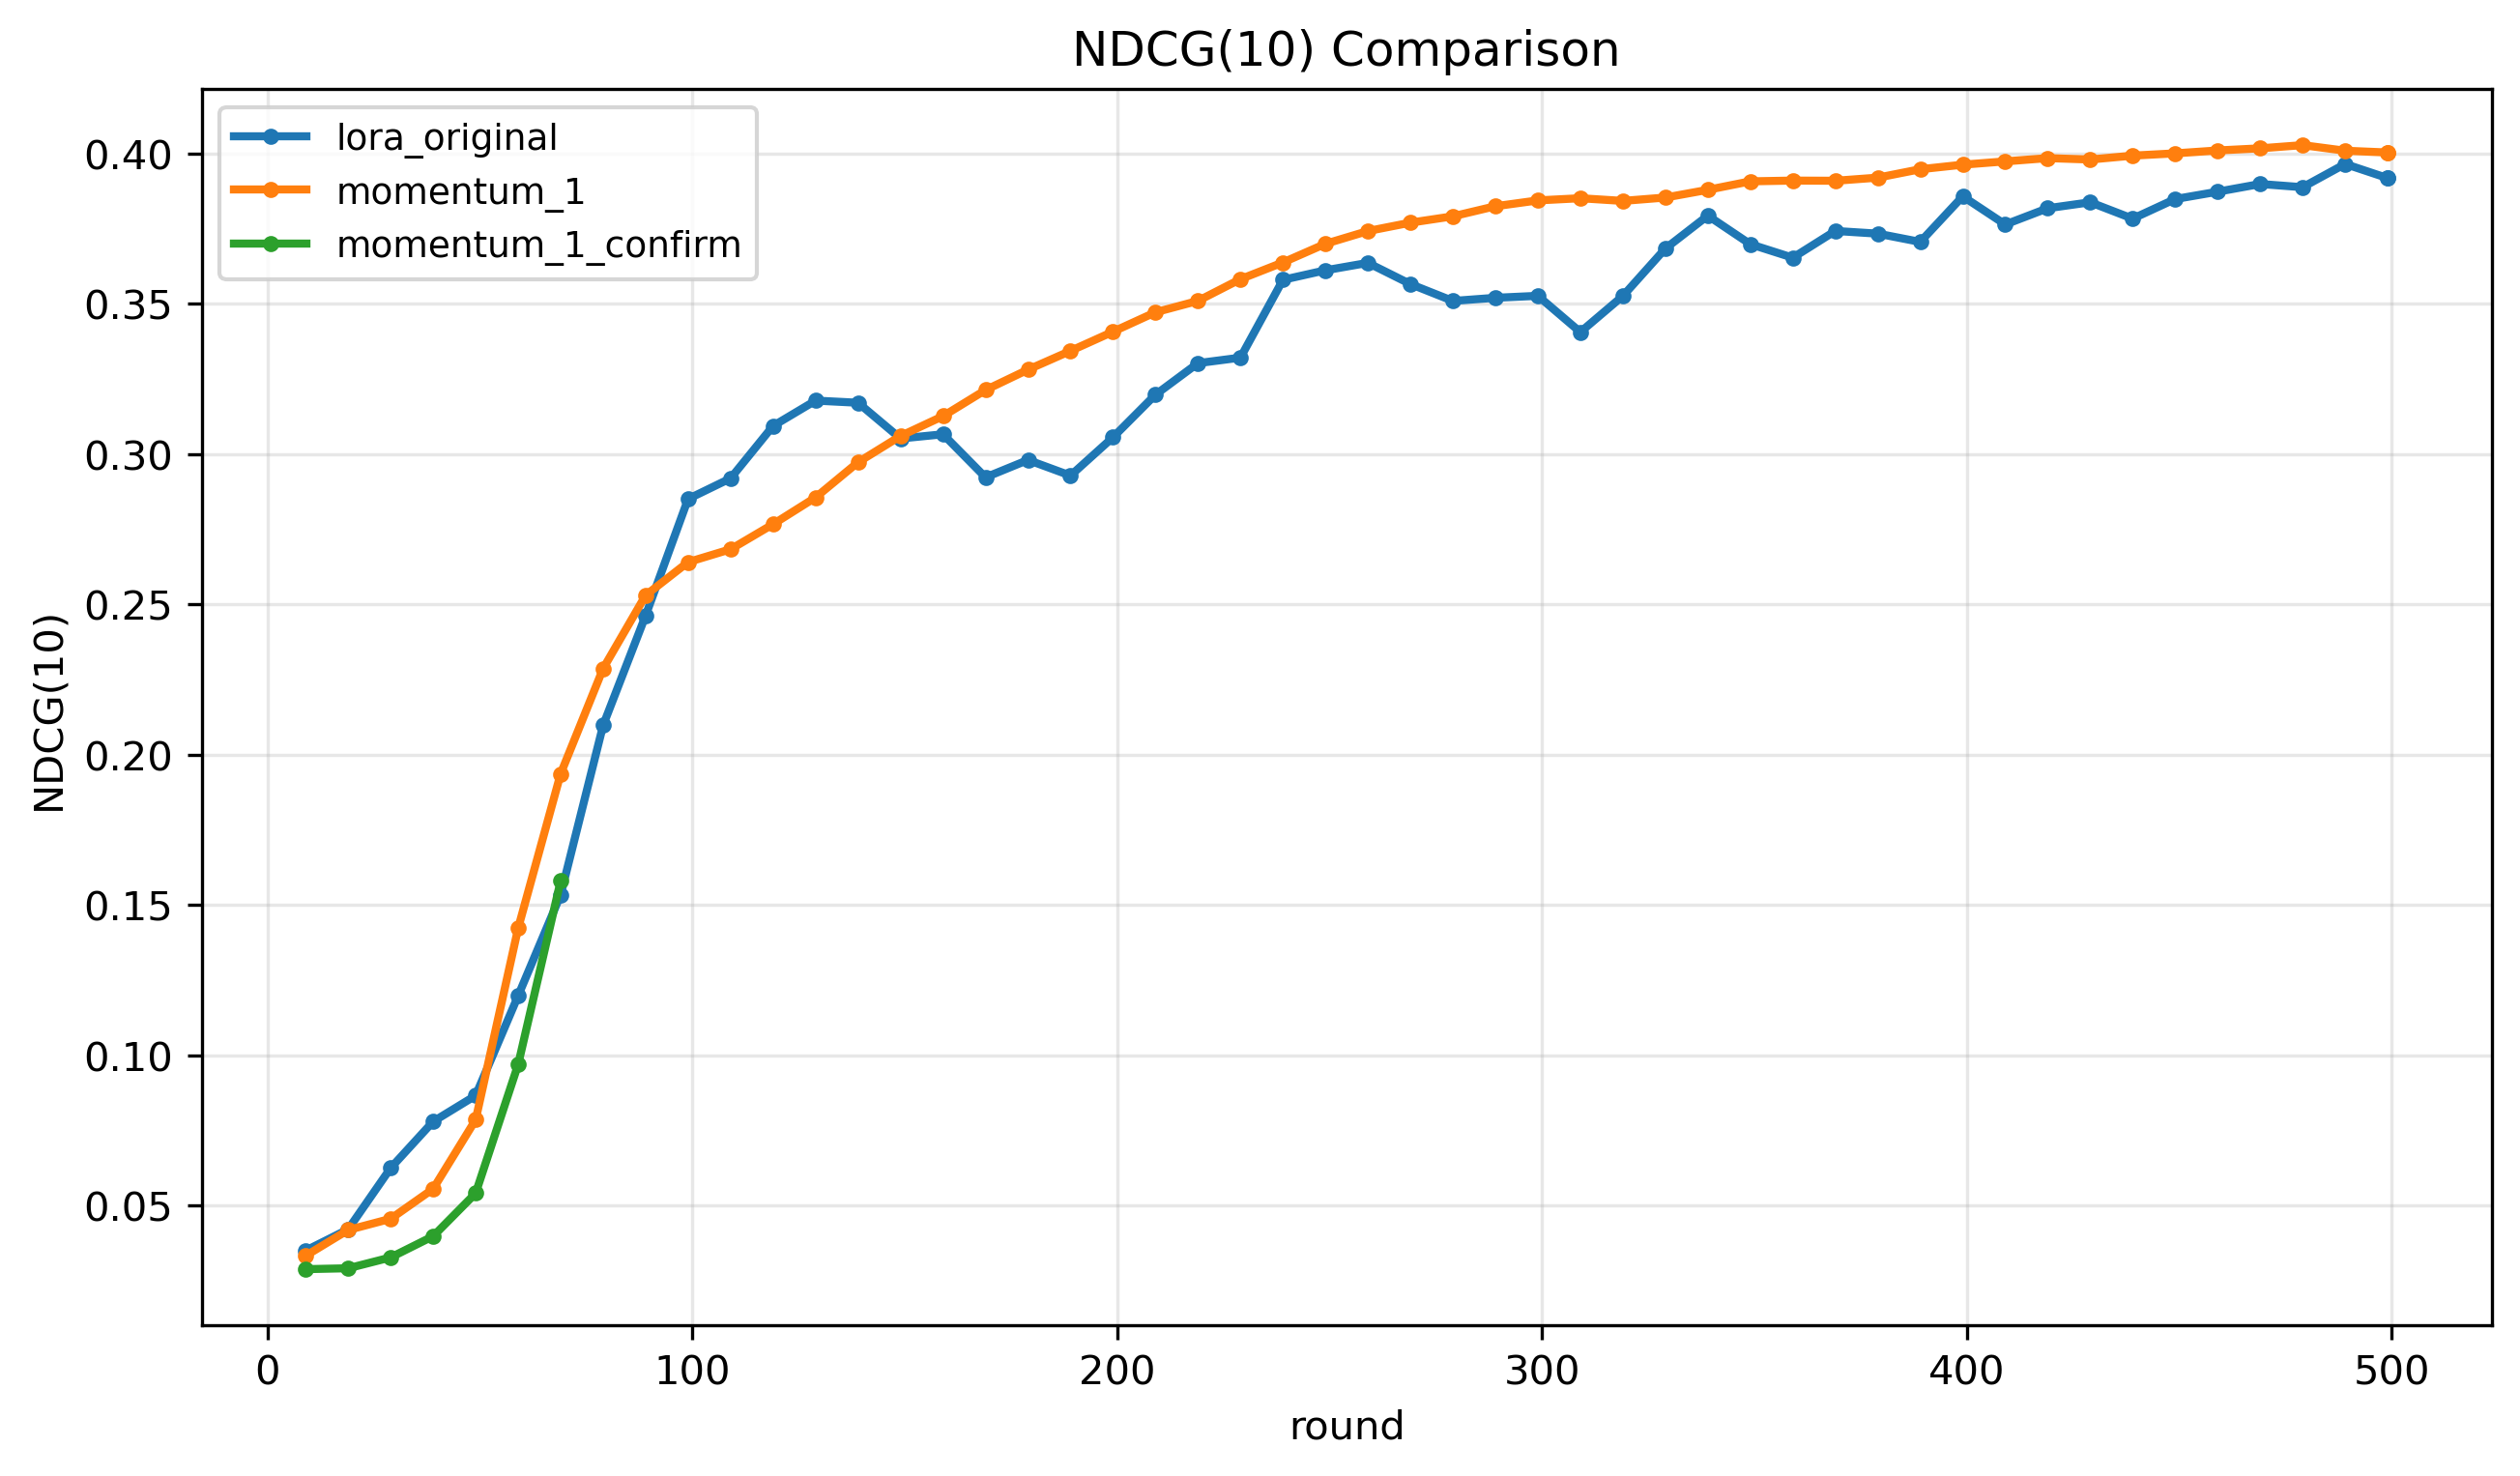 NDCG(10) Comparison
lora_original
momentum_1
momentum_1_confirm
NDCG(10)
0.40
0.35
0.30
0.25
0.20
0.15
0.10
0.05
0 100 200 300 400 500
round